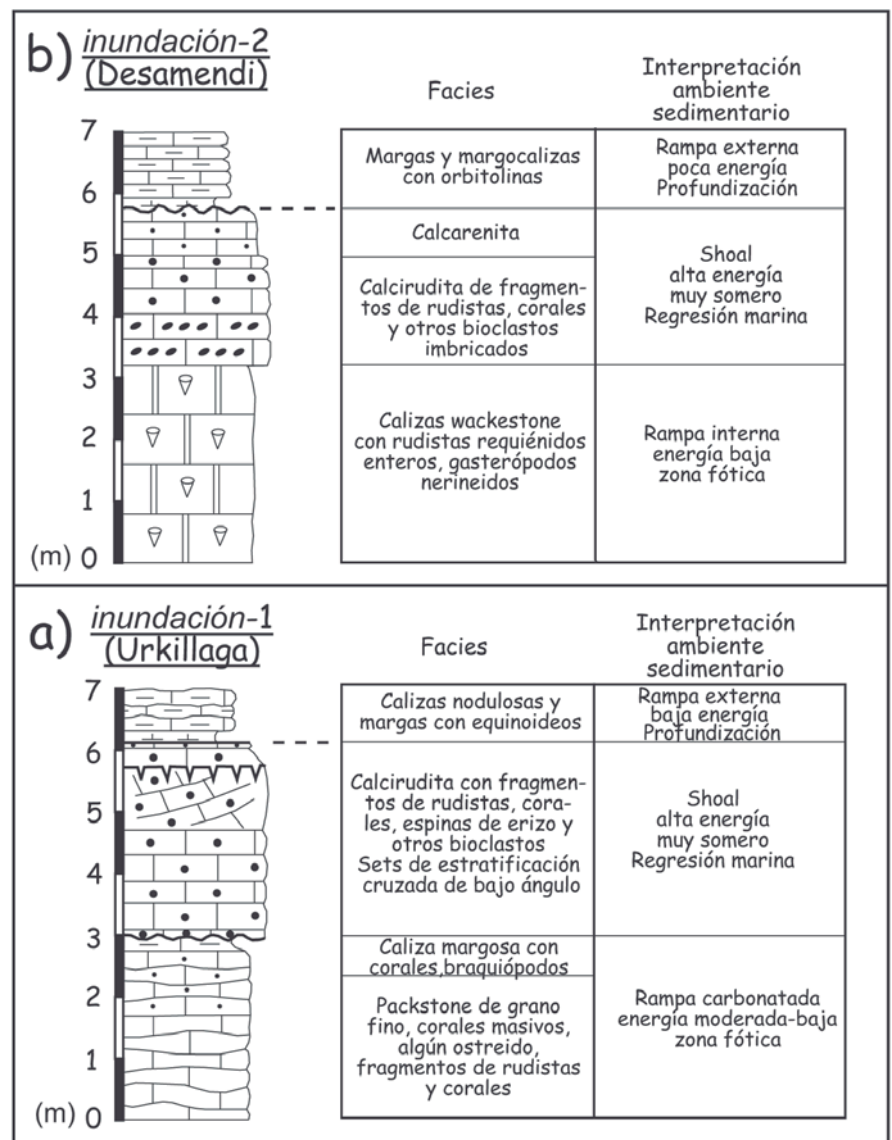 b) inundación-2
(Desamendi)
Facies
Interpretación
ambiente
sedimentario
7
6
5
4
3
2
1
(m) 0
Margas y margocalizas
con orbitolinas
Rampa externa
poca energía
Profundización
Calcarenita
Calcirudita de fragmen-
tos de rudistas, corales
y otros bioclastos
imbricados
Shoal
alta energía
muy somero
Regresión marina
Calizas wackestone
con rudistas requiénidos
enteros, gasterópodos
nerineidos
Rampa interna
energía baja
zona fótica
a) inundación-1
(Urkillaga)
Facies
Interpretación
ambiente
sedimentario
7
6
5
4
3
2
1
(m) 0
Calizas nodulosas y
margas con equinoideos
Rampa externa
baja energía
Profundización
Calcirudita con fragmen-
tos de rudistas, cora-
les, espinas de erizo y
otros bioclastos
Sets de estratificación
cruzada de bajo ángulo
Shoal
alta energía
muy somero
Regresión marina
Caliza margosa con
corales,braquiópodos
Packstone de grano
fino, corales masivos,
algún ostreido,
fragmentos de rudistas
y corales
Rampa carbonatada
energía moderada-baja
zona fótica